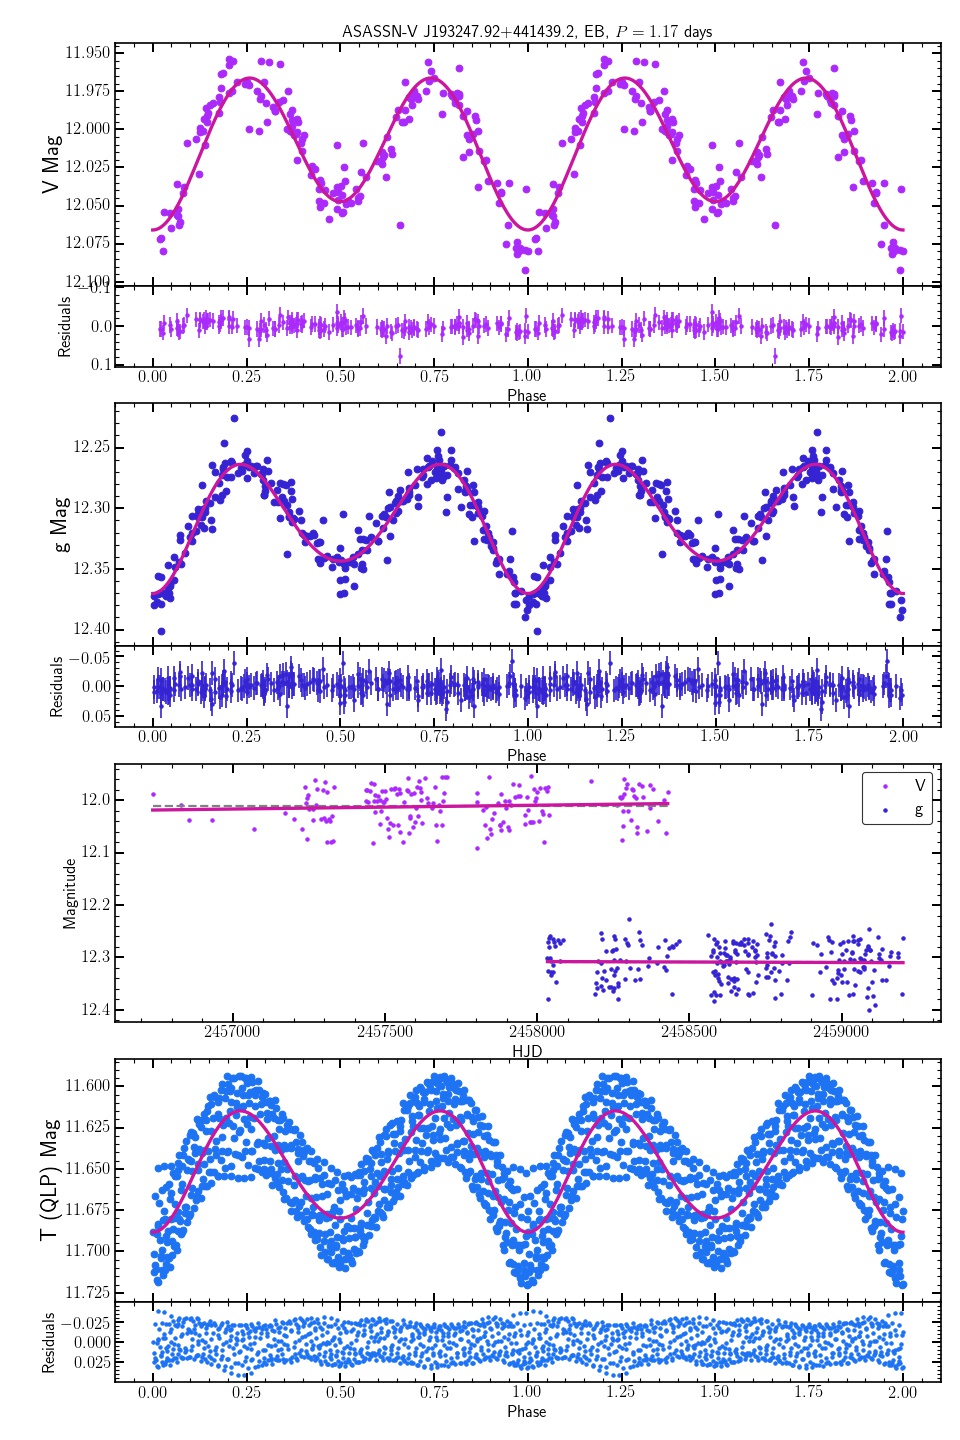 ASASSN-V J193247.92+441439.2, EB, P = 1.17 days
11.950
11.975
12.000
12.025
12.050
12.075
12.100
V Mag
−0.1
0.0
0.1
Residuals
0.00 0.25 0.50 0.75 1.00 1.25 1.50 1.75 2.00
Phase
12.25
12.30
12.35
12.40
g Mag
−0.05
0.00
0.05
Residuals
0.00 0.25 0.50 0.75 1.00 1.25 1.50 1.75 2.00
Phase
V
g
12.0
12.1
12.2
12.3
12.4
Magnitude
2457000 2457500 2458000 2458500 2459000
HJD
11.600
11.625
11.650
11.675
11.700
11.725
T (QLP) Mag
−0.025
0.000
0.025
Residuals
0.00 0.25 0.50 0.75 1.00 1.25 1.50 1.75 2.00
Phase